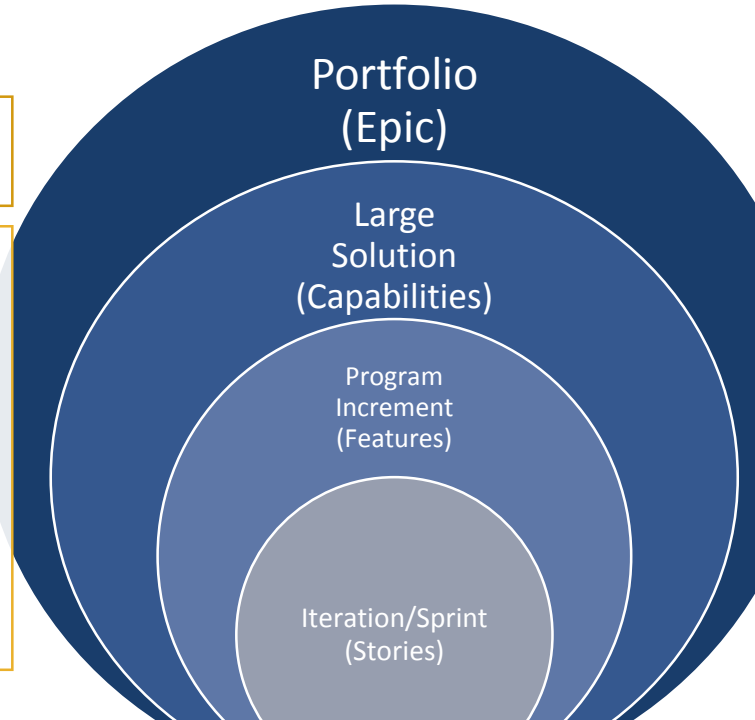 Portfolio
(Epic)
Large
Solution
(Capabilities)
Program
Increment
(Features)
Iteration/Sprint
(Stories)